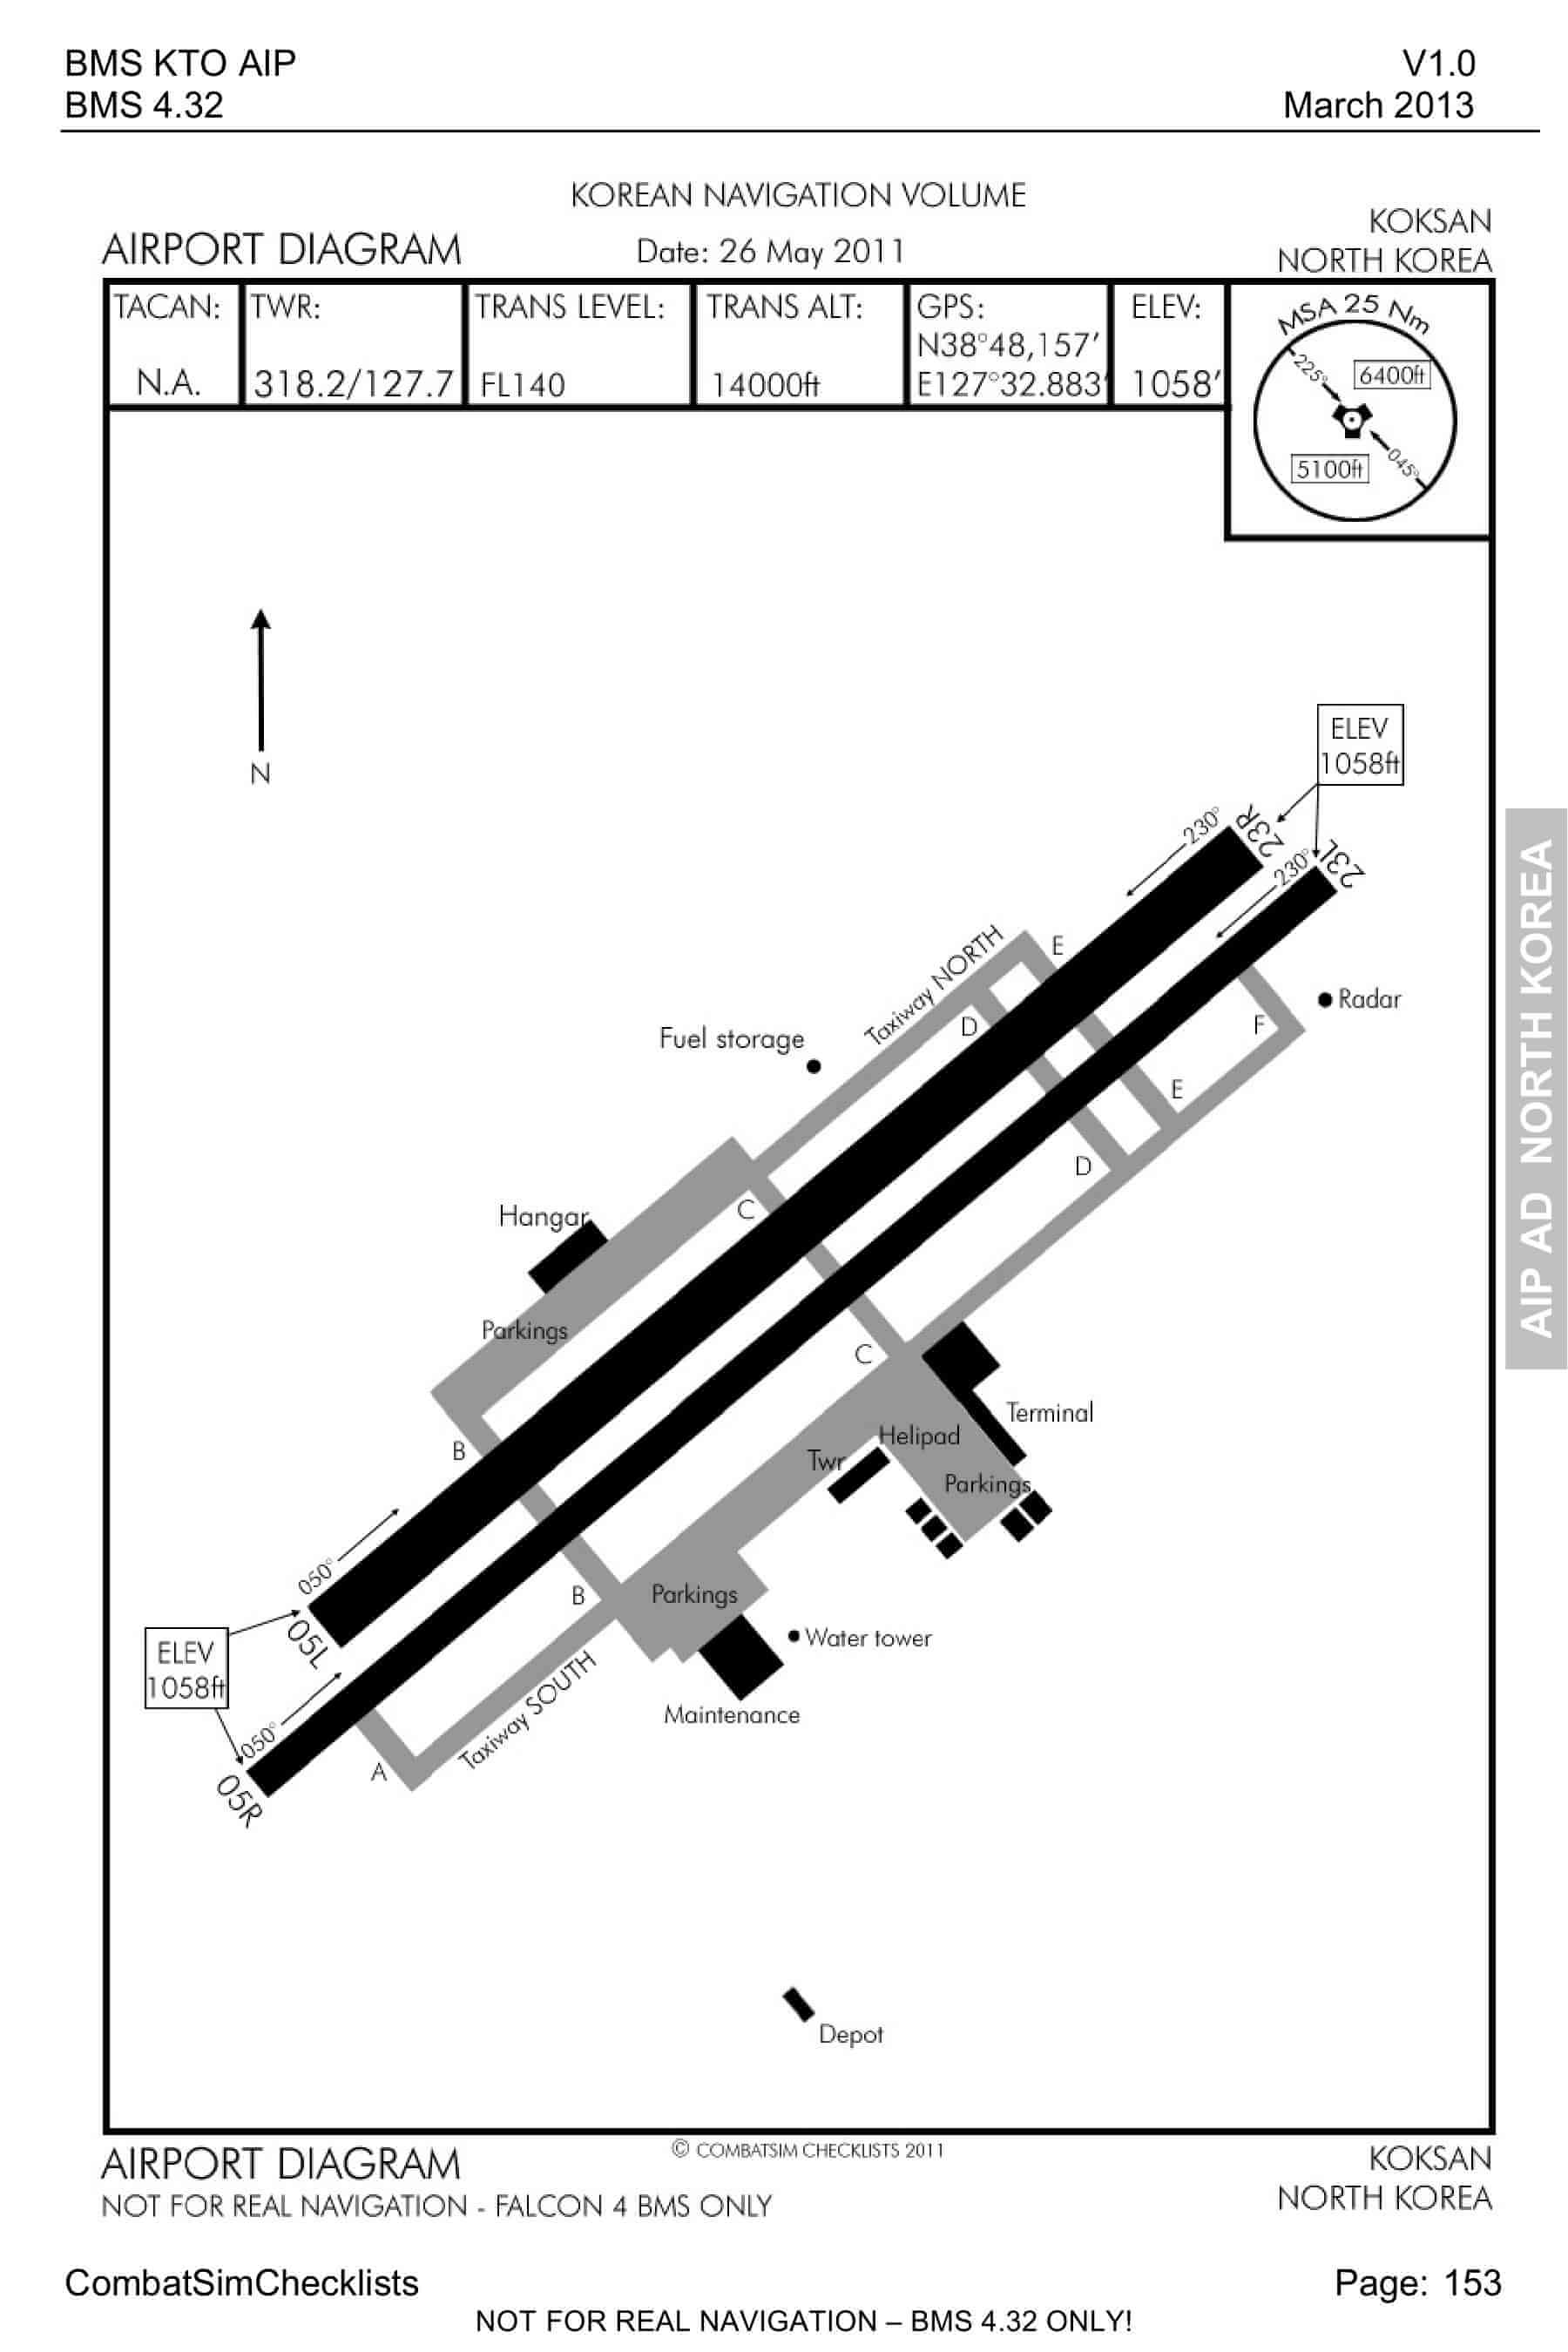 BMS KTO AIP
V1.0
BMS 4.32
March 2013
KOREAN NAVIGATION VOLUME
AIRPORT DIAGRAM
Date: 26 May 2011
KOKSAN
NORTH KOREA
TACAN:
N.A.
TWR:
318.2/127.7
TRANS LEVEL:
FL140
TRANS ALT:
14000ft
GPS:
N38°48,157'
E127°32.883'
ELEV:
1058'
MSA 25 Nm
225°
6400ft
5100ft
045°
N
ELEV
1058ft
230°
23R
230°
23L
Taxiway NORTH
E
D
Radar
F
Fuel storage
E
D
C
Hangar
Parkings
C
Terminal
Helipad
Twr
Parkings
B
050°
B
Parkings
05L
ELEV
1058ft
Water tower
Taxiway SOUTH
Maintenance
050°
A
05R
Depot
AIP AD NORTH KOREA
AIRPORT DIAGRAM
© COMBATSIM CHECKLISTS 2011
KOKSAN
NOT FOR REAL NAVIGATION - FALCON 4 BMS ONLY
NORTH KOREA
CombatSimChecklists
Page: 153
NOT FOR REAL NAVIGATION – BMS 4.32 ONLY!